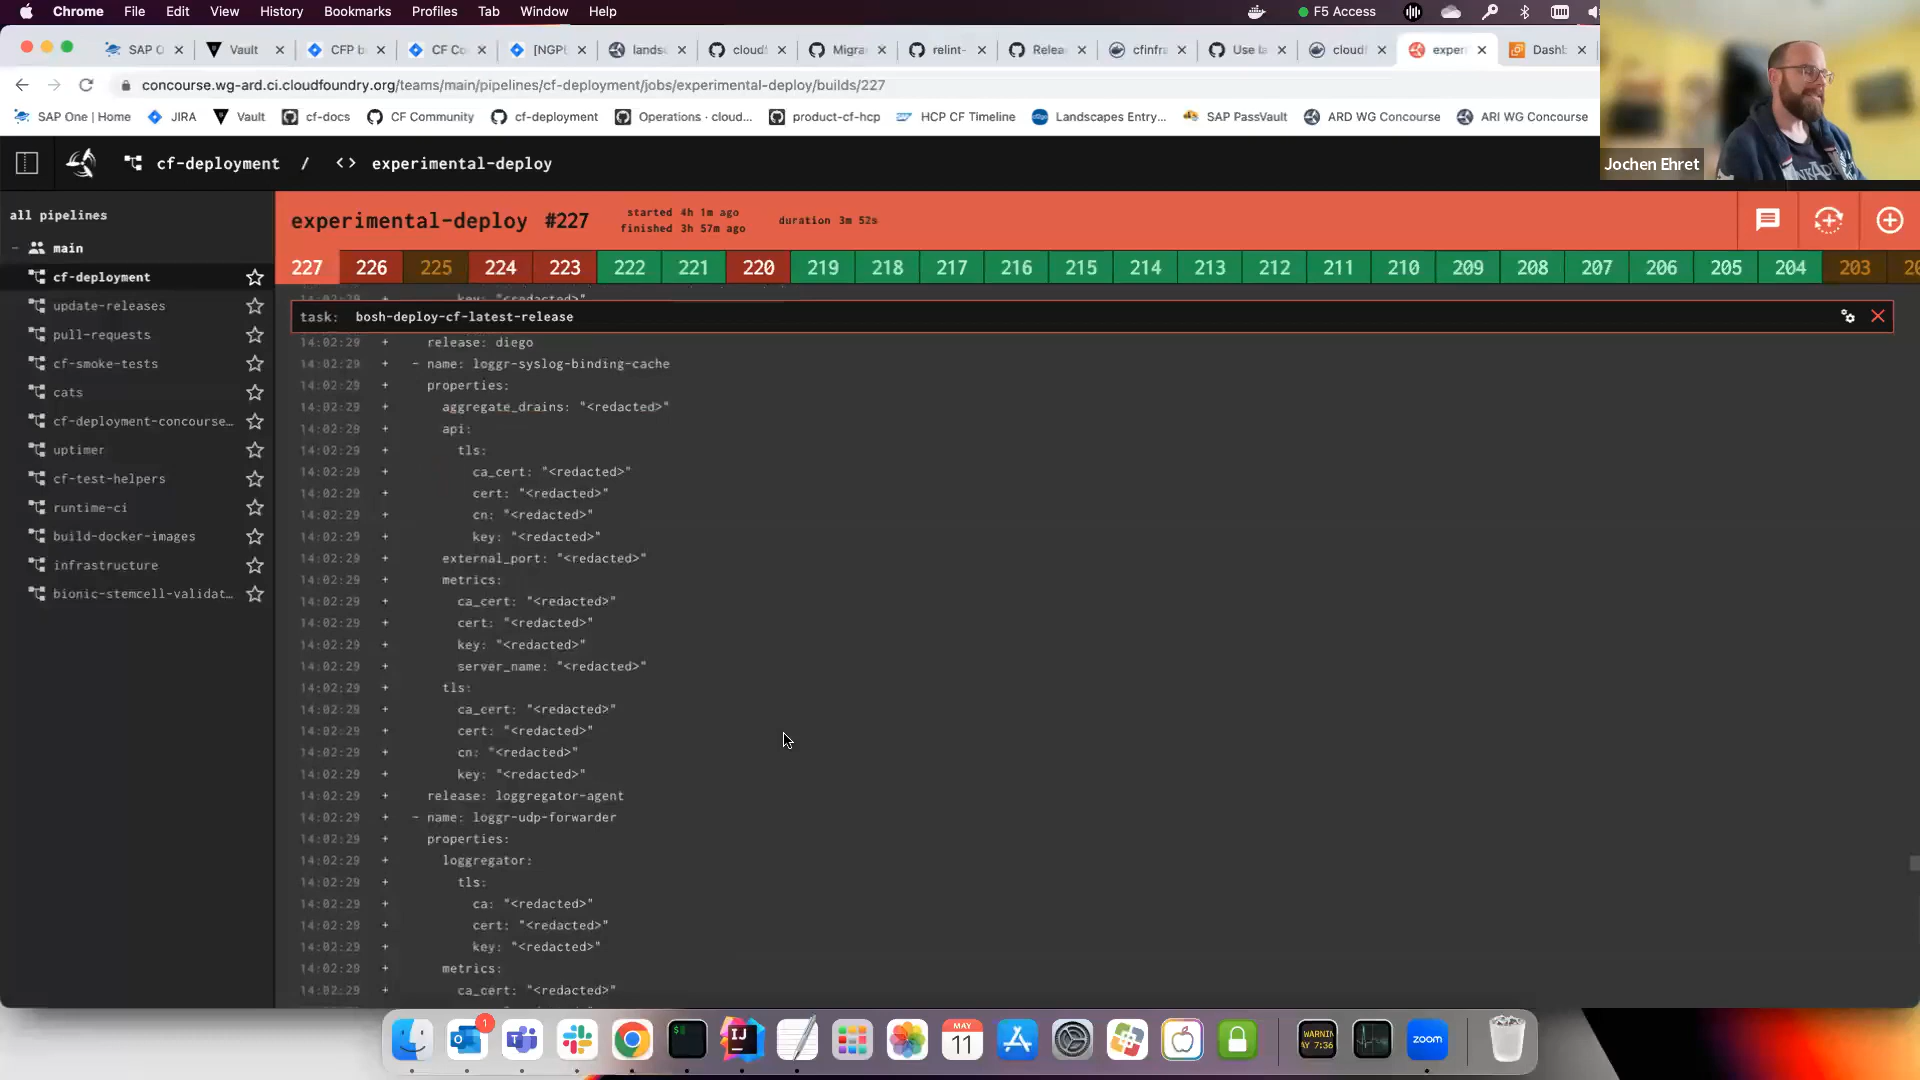 Chrome File Edit View History Bookmarks Profiles Tab Window Help F5 Access
SAP O Vault CFP b CF Co [NGPI lands cloud Migra relint- Relea cfinfra Use la cloudf exper Dashb
concourse.wg-ard.ci.cloudfoundry.org/teams/main/pipelines/cf-deployment/jobs/experimental-deploy/builds/227
SAP One | Home JIRA Vault cf-docs CF Community cf-deployment Operations · cloud... product-cf-hcp HCP CF Timeline Landscapes Entry... SAP PassVault ARD WG Concourse ARI WG Concourse
Jochen Ehret
cf-deployment / <> experimental-deploy
all pipelines
- main
cf-deployment
update-releases
pull-requests
cf-smoke-tests
cats
cf-deployment-concourse…
uptimer
cf-test-helpers
runtime-ci
build-docker-images
infrastructure
bionic-stemcell-validat…
experimental-deploy #227
started 4h 1m ago
finished 3h 57m ago
duration 3m 52s
227 226 225 224 223 222 221 220 219 218 217 216 215 214 213 212 211 210 209 208 207 206 205 204 203 20
14:02:29 + key: "<redacted>"
task: bosh-deploy-cf-latest-release
14:02:29 + release: diego
14:02:29 + - name: loggr-syslog-binding-cache
14:02:29 + properties:
14:02:29 + aggregate_drains: "<redacted>"
14:02:29 + api:
14:02:29 + tls:
14:02:29 + ca_cert: "<redacted>"
14:02:29 + cert: "<redacted>"
14:02:29 + cn: "<redacted>"
14:02:29 + key: "<redacted>"
14:02:29 + external_port: "<redacted>"
14:02:29 + metrics:
14:02:29 + ca_cert: "<redacted>"
14:02:29 + cert: "<redacted>"
14:02:29 + key: "<redacted>"
14:02:29 + server_name: "<redacted>"
14:02:29 + tls:
14:02:29 + ca_cert: "<redacted>"
14:02:29 + cert: "<redacted>"
14:02:29 + cn: "<redacted>"
14:02:29 + key: "<redacted>"
14:02:29 + release: loggregator-agent
14:02:29 + - name: loggr-udp-forwarder
14:02:29 + properties:
14:02:29 + loggregator:
14:02:29 + tls:
14:02:29 + ca: "<redacted>"
14:02:29 + cert: "<redacted>"
14:02:29 + key: "<redacted>"
14:02:29 + metrics:
14:02:29 + ca_cert: "<redacted>"
1
MAY
11
WARNIN
AY 7:36
zoom